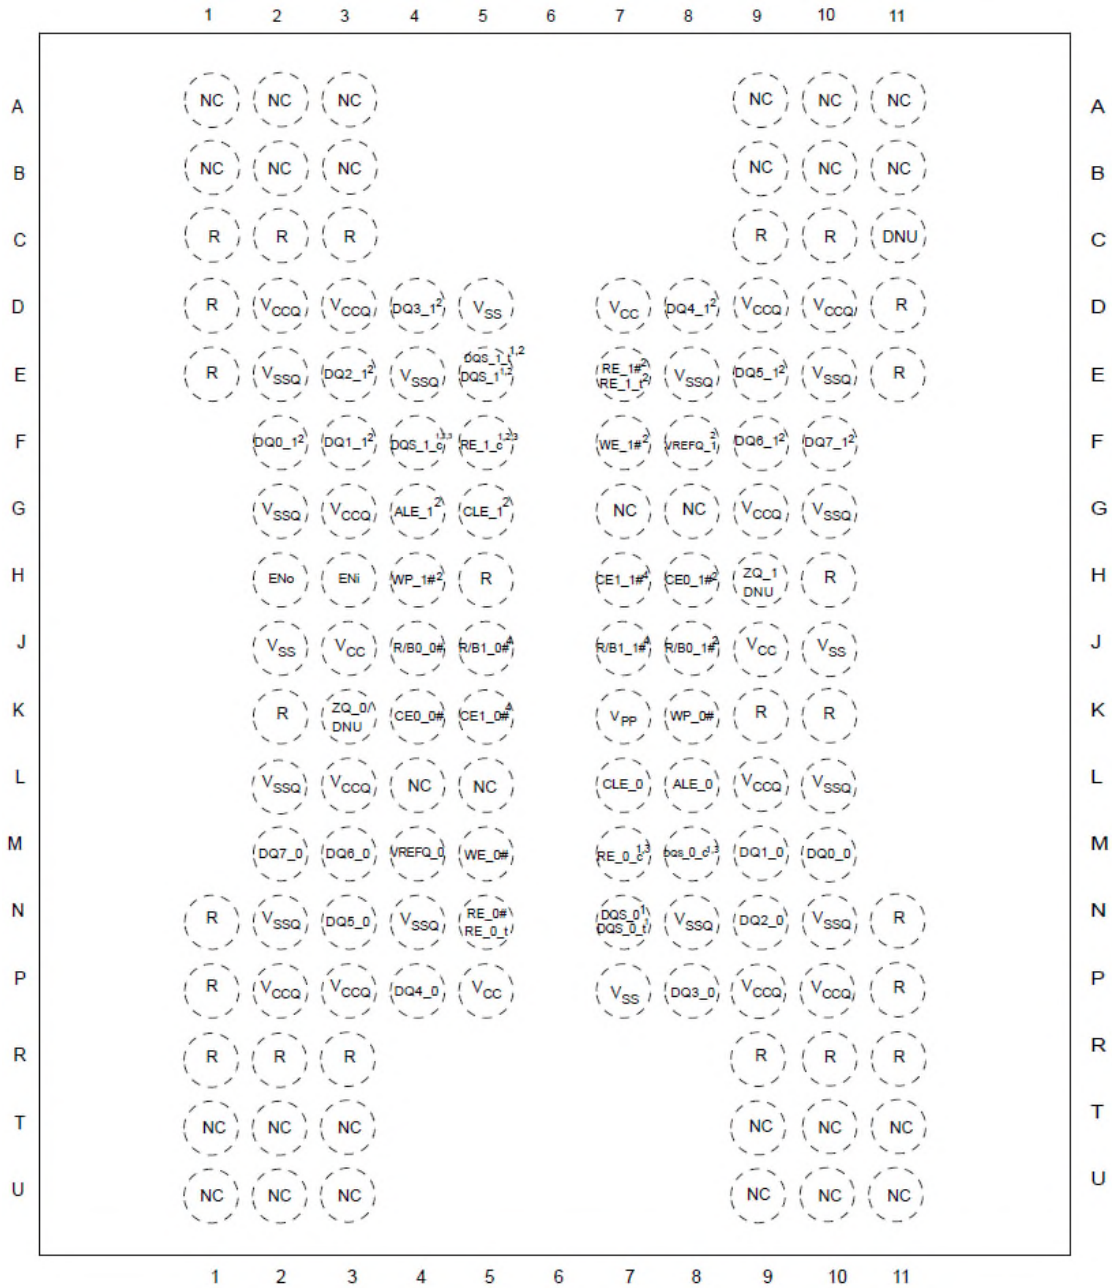 1 2 3 4 5 6 7 8 9 10 11
A NC NC NC NC NC NC A
B NC NC NC NC NC NC B
C R R R R R DNU C
D R VCCQ VCCQ DQ3_1² VSS VCC DQ4_1² VCCQ VCCQ R D
DQS_1_t1,2 RE_1#²
E R VSSQ DQ2_1² VSSQ DQS_11,2 RE_1_t² VSSQ DQ5_1² VSSQ R E
F DQ0_1² DQ1_1² DQS_1_c RE_1_c1,2,3 WE_1#² VREFQ_1² DQ6_1² DQ7_1² F
G VSSQ VCCQ ALE_1² CLE_1² NC NC VCCQ VSSQ G
H ENo ENi WP_1#² R CE1_1#⁴ CE0_1#² ZQ_1 R H
DNU
J VSS VCC R/B0_0# R/B1_0#⁴ R/B1_1#⁴ R/B0_1#² VCC VSS J
K R ZQ_0/ CE0_0# CE1_0#⁴ VPP WP_0# R R K
DNU
L VSSQ VCCQ NC NC CLE_0 ALE_0 VCCQ VSSQ L
M DQ7_0 DQ6_0 VREFQ_0 WE_0# RE_0_c1,3 DQS_0_c1,3 DQ1_0 DQ0_0 M
RE_0# DQS_0¹
N R VSSQ DQ5_0 VSSQ RE_0_t DQS_0_t¹ VSSQ DQ2_0 VSSQ R N
P R VCCQ VCCQ DQ4_0 VCC VSS DQ3_0 VCCQ VCCQ R P
R R R R R R R R
T NC NC NC NC NC NC T
U NC NC NC NC NC NC U
1 2 3 4 5 6 7 8 9 10 11